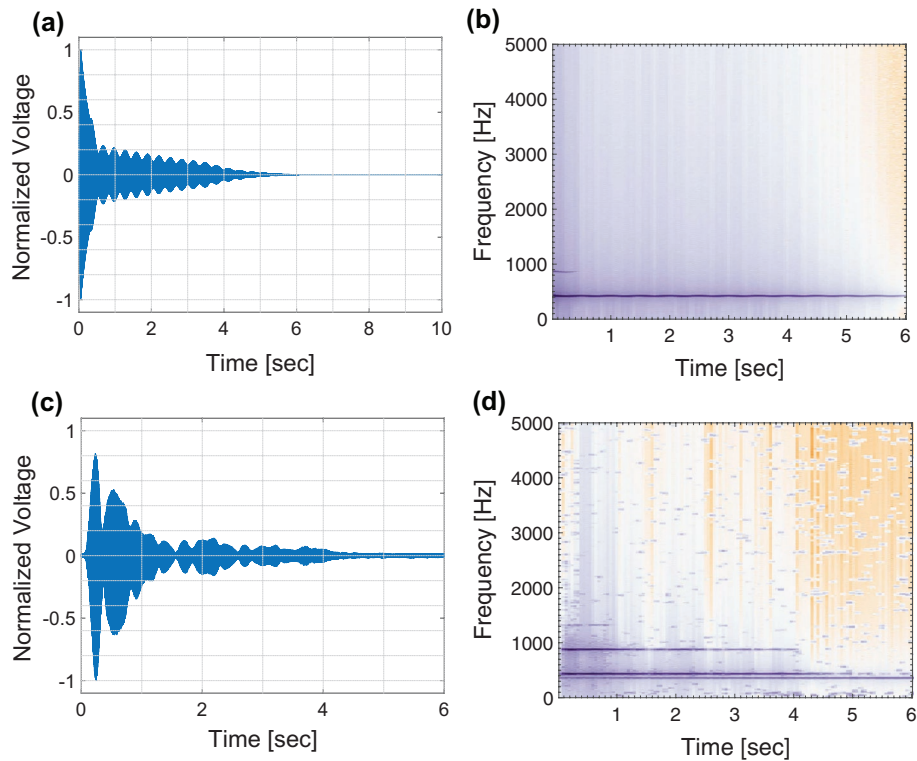 (a)
1
0.5
0
-0.5
-1
Normalized Voltage
0 2 4 6 8 10
Time [sec]
(b)
5000
4000
3000
2000
1000
0
Frequency [Hz]
1 2 3 4 5 6
Time [sec]
(c)
1
0.5
0
-0.5
-1
Normalized Voltage
0 2 4 6
Time [sec]
(d)
5000
4000
3000
2000
1000
0
Frequency [Hz]
1 2 3 4 5 6
Time [sec]